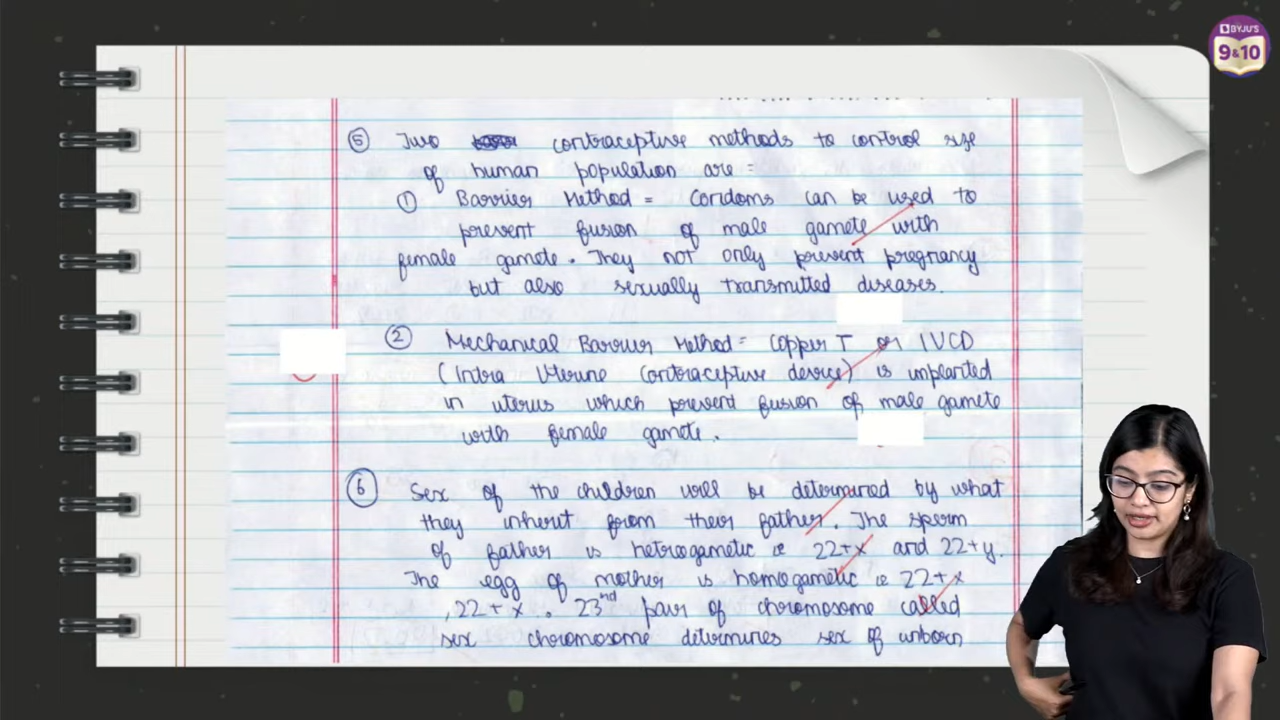 BYJU'S
9&10
5 Two contraceptive methods to control size
of human population are =
1 Barrier Method = Condoms can be used to
prevent fusion of male gamete with
female gamete. They not only prevent pregnancy
but also sexually transmitted diseases.
2 Mechanical Barrier Method = Copper T or IUCD
(Intra Uterine Contraceptive device) is implanted
in uterus which prevent fusion of male gamete
with female gamete.
6 Sex of the children will be determined by what
they inherit from their father. The sperm
of father is hetrogametic ie 22+x and 22+y.
The egg of mother is homogametic ie 22+x
,22+x. 23rd pair of chromosome called
sex chromosome determines sex of unborn